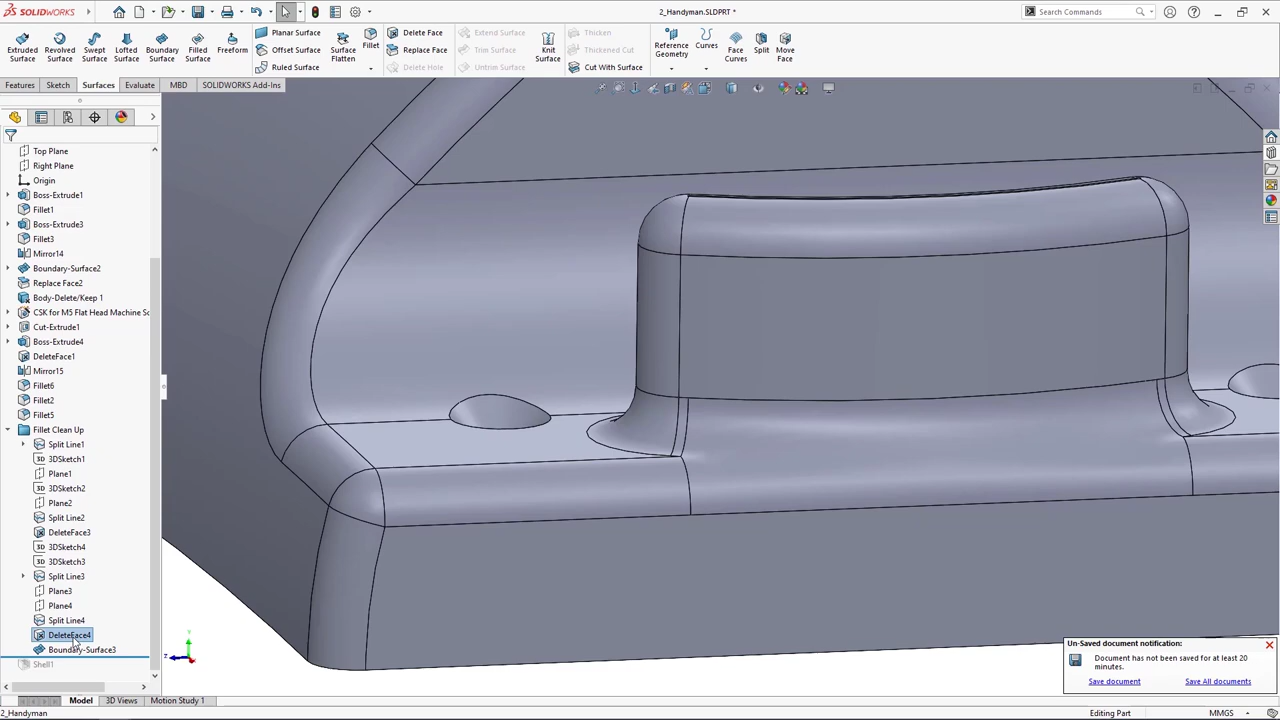 SOLIDWORKS
2_Handyman.SLDPRT *
Search Commands
Extruded Surface
Revolved Surface
Swept Surface
Lofted Surface
Boundary Surface
Filled Surface
Freeform
Planar Surface
Offset Surface
Ruled Surface
Surface Flatten
Fillet
Delete Face
Replace Face
Delete Hole
Extend Surface
Trim Surface
Untrim Surface
Knit Surface
Thicken
Thickened Cut
Cut With Surface
Reference Geometry
Curves
Face Curves
Split
Move Face
Features
Sketch
Surfaces
Evaluate
MBD
SOLIDWORKS Add-Ins
Top Plane
Right Plane
Origin
Boss-Extrude1
Fillet1
Boss-Extrude3
Fillet3
Mirror14
Boundary-Surface2
Replace Face2
Body-Delete/Keep 1
CSK for M5 Flat Head Machine Sc
Cut-Extrude1
Boss-Extrude4
DeleteFace1
Mirror15
Fillet6
Fillet2
Fillet5
Fillet Clean Up
Split Line1
3DSketch1
Plane1
3DSketch2
Plane2
Split Line2
DeleteFace3
3DSketch4
3DSketch3
Split Line3
Plane3
Plane4
Split Line4
DeleteFace4
Boundary-Surface3
Shell1
Un-Saved document notification:
Document has not been saved for at least 20
minutes.
Save document
Save All documents
Model
3D Views
Motion Study 1
2_Handyman
Editing Part
MMGS